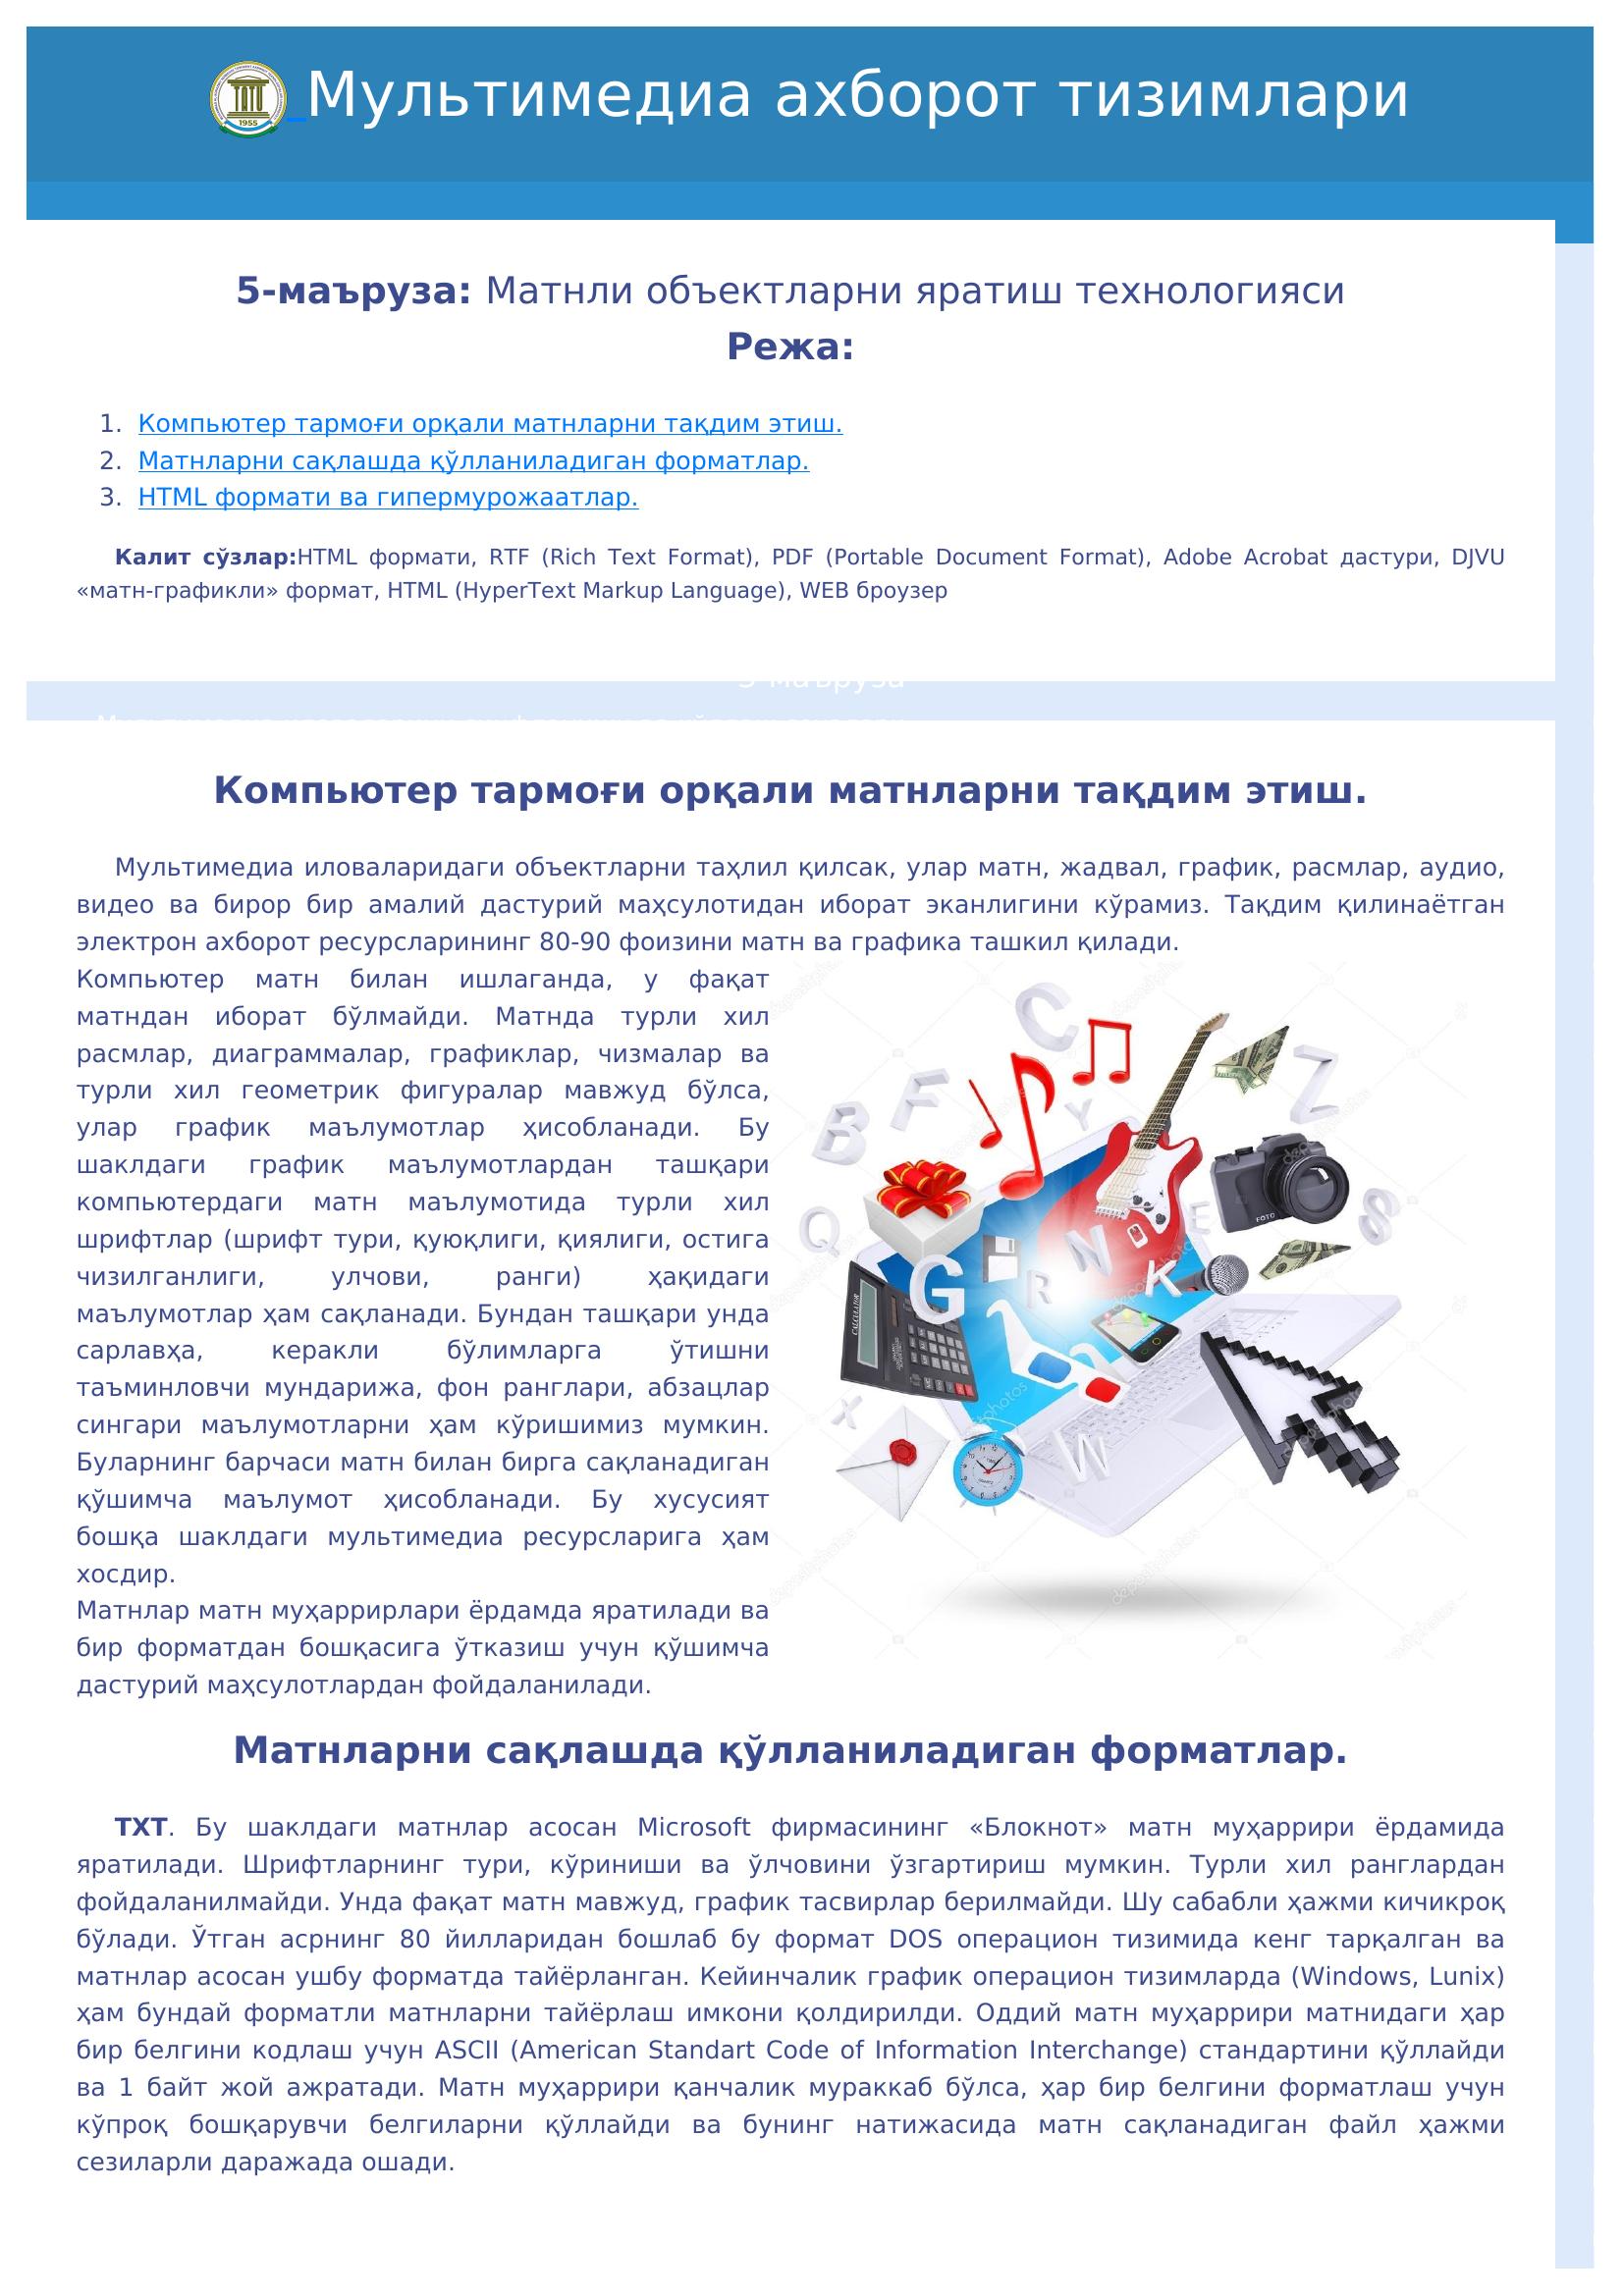 Мультимедиа ахборот тизимлари
1955
5-маъруза: Матнли объектларни яратиш технологияси
Режа:
1. Компьютер тармоғи орқали матнларни тақдим этиш.
2. Матнларни сақлашда қўлланиладиган форматлар.
3. HTML формати ва гипермурожаатлар.
Калит сўзлар:HTML формати, RTF (Rich Text Format), PDF (Portable Document Format), Adobe Acrobat дастури, DJVU
«матн-графикли» формат, HTML (HyperText Markup Language), WEB броузер
Компьютер тармоғи орқали матнларни тақдим этиш.
Мультимедиа иловаларидаги объектларни таҳлил қилсак, улар матн, жадвал, график, расмлар, аудио,
видео ва бирор бир амалий дастурий маҳсулотидан иборат эканлигини кўрамиз. Тақдим қилинаётган
электрон ахборот ресурсларининг 80-90 фоизини матн ва графика ташкил қилади.
Компьютер матн билан ишлаганда, у фақат
матндан иборат бўлмайди. Матнда турли хил
расмлар, диаграммалар, графиклар, чизмалар ва
турли хил геометрик фигуралар мавжуд бўлса,
улар график маълумотлар ҳисобланади. Бу
шаклдаги график маълумотлардан ташқари
компьютердаги матн маълумотида турли хил
шрифтлар (шрифт тури, қуюқлиги, қиялиги, остига
чизилганлиги, улчови, ранги) ҳақидаги
маълумотлар ҳам сақланади. Бундан ташқари унда
сарлавҳа, керакли бўлимларга ўтишни
таъминловчи мундарижа, фон ранглари, абзацлар
сингари маълумотларни ҳам кўришимиз мумкин.
Буларнинг барчаси матн билан бирга сақланадиган
қўшимча маълумот ҳисобланади. Бу хусусият
бошқа шаклдаги мультимедиа ресурсларига ҳам
хосдир.
Матнлар матн муҳаррирлари ёрдамда яратилади ва
бир форматдан бошқасига ўтказиш учун қўшимча
дастурий маҳсулотлардан фойдаланилади.
Матнларни сақлашда қўлланиладиган форматлар.
TXT. Бу шаклдаги матнлар асосан Microsoft фирмасининг «Блокнот» матн муҳаррири ёрдамида
яратилади. Шрифтларнинг тури, кўриниши ва ўлчовини ўзгартириш мумкин. Турли хил ранглардан
фойдаланилмайди. Унда фақат матн мавжуд, график тасвирлар берилмайди. Шу сабабли ҳажми кичикроқ
бўлади. Ўтган асрнинг 80 йилларидан бошлаб бу формат DOS операцион тизимида кенг тарқалган ва
матнлар асосан ушбу форматда тайёрланган. Кейинчалик график операцион тизимларда (Windows, Lunix)
ҳам бундай форматли матнларни тайёрлаш имкони қолдирилди. Оддий матн муҳаррири матнидаги ҳар
бир белгини кодлаш учун ASCII (American Standart Code of Information Interchange) стандартини қўллайди
ва 1 байт жой ажратади. Матн муҳаррири қанчалик мураккаб бўлса, ҳар бир белгини форматлаш учун
кўпроқ бошқарувчи белгиларни қўллайди ва бунинг натижасида матн сақланадиган файл ҳажми
сезиларли даражада ошади.